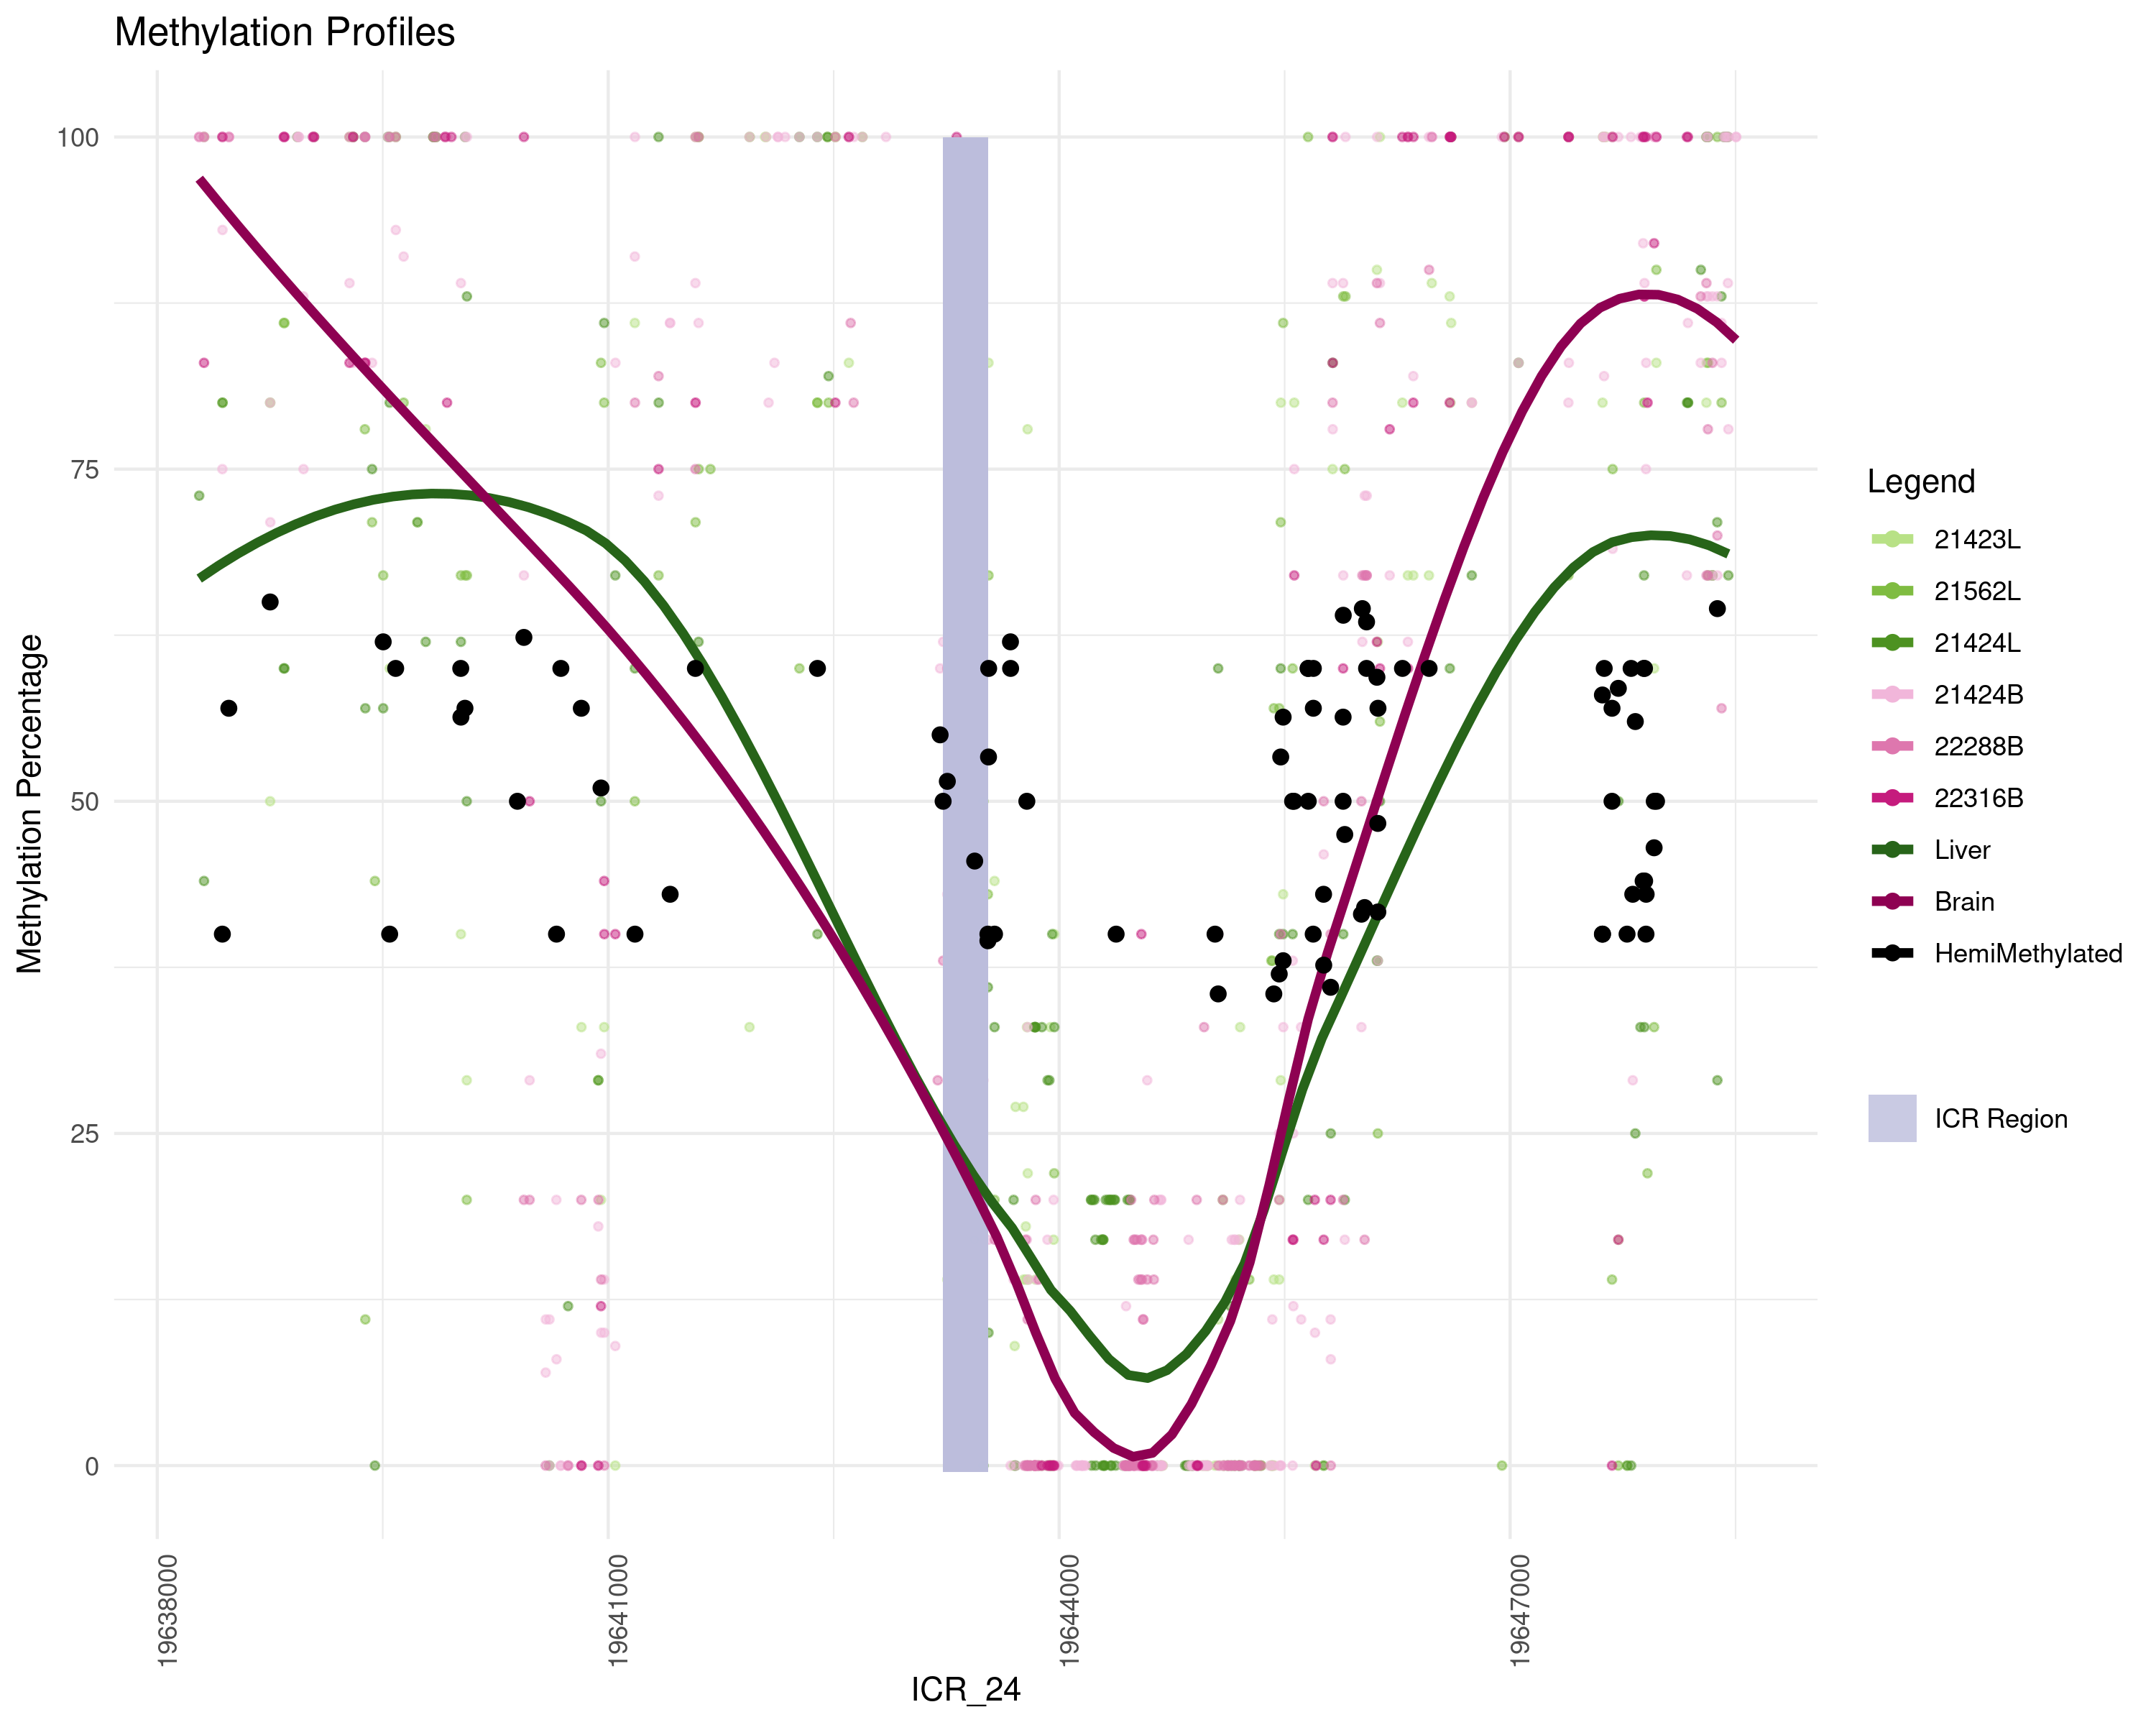 Methylation Profiles
Methylation Percentage
100
75
50
25
0
19638000
19641000
19644000
19647000
ICR_24
Legend
21423L
21562L
21424L
21424B
22288B
22316B
Liver
Brain
HemiMethylated
ICR Region